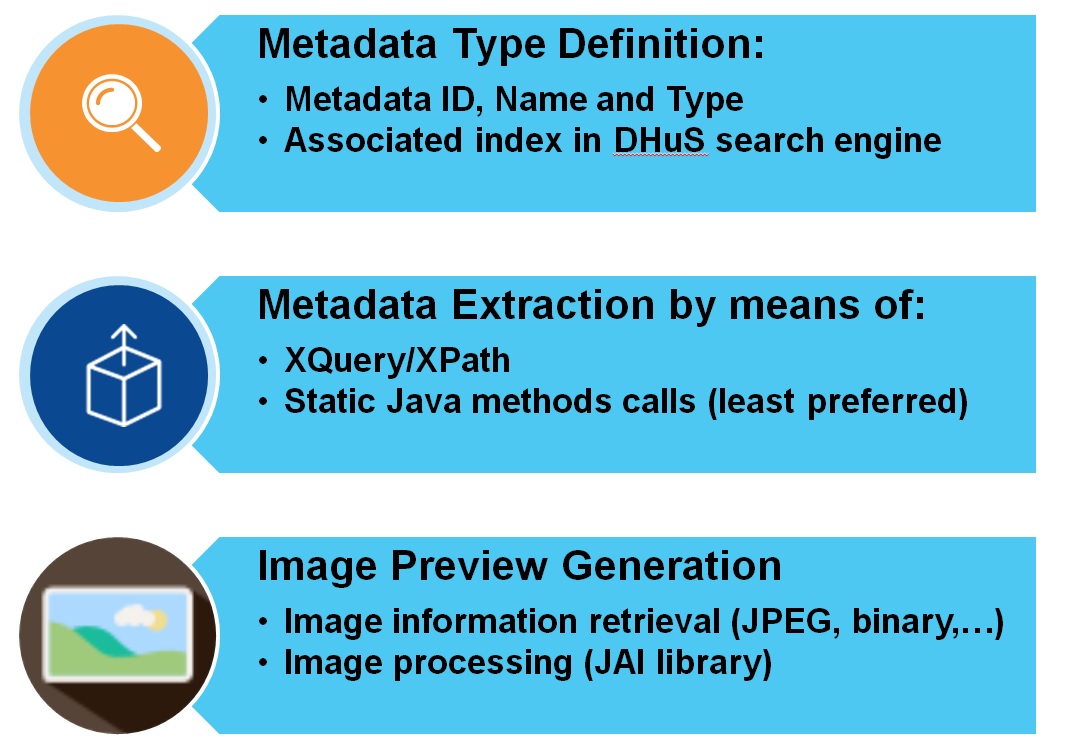 Metadata Type Definition:
• Metadata ID, Name and Type
• Associated index in DHuS search engine
Metadata Extraction by means of:
• XQuery/XPath
• Static Java methods calls (least preferred)
Image Preview Generation
• Image information retrieval (JPEG, binary,…)
• Image processing (JAI library)